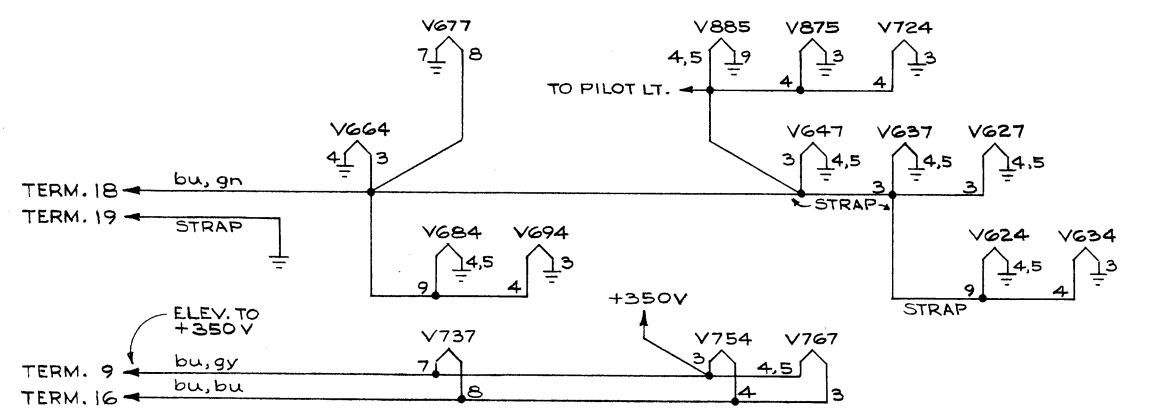 V677
7 8
V885 V875 V724
4,5 9 3 3
TO PILOT LT. 4 4
V664
4 3
V647 V637 V627
3 4,5 4,5 4,5
TERM. 18 bu, gn
3 3
STRAP
TERM. 19
STRAP
V684 V694
4,5 3
9 4
V624 V634
4,5 3
9 4
STRAP
ELEV. TO
+350 V
+350V
V737
7
V754 V767
3 4,5
TERM. 9 bu, gy
TERM. 16 bu, bu
8 4 3